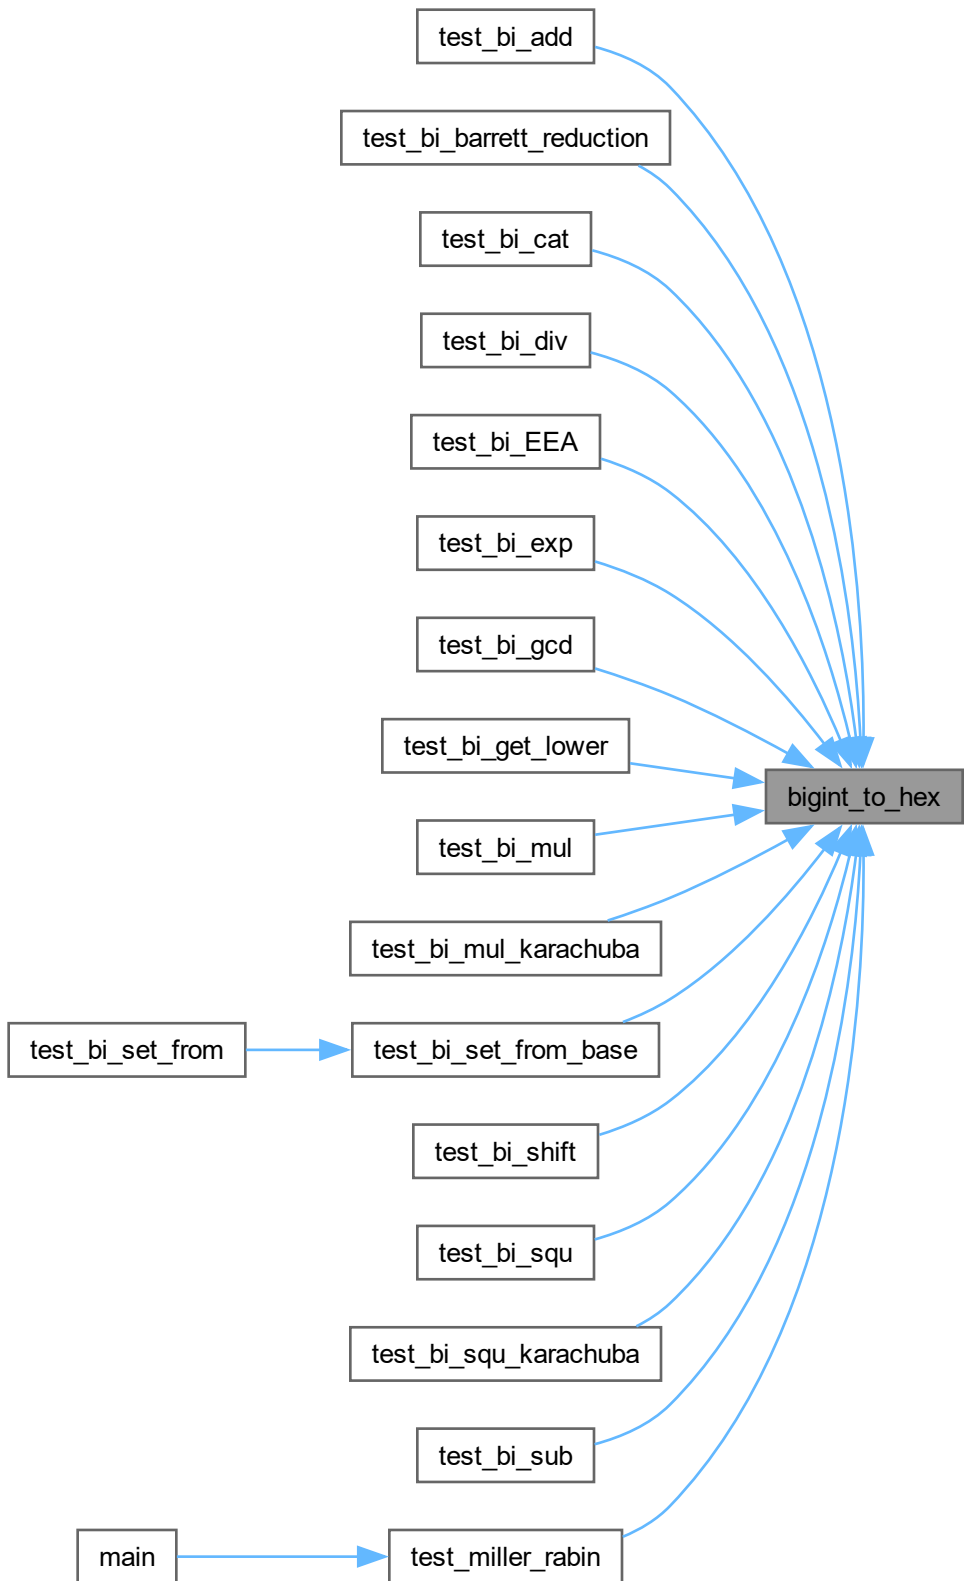 test_bi_add
test_bi_barrett_reduction
test_bi_cat
test_bi_div
test_bi_EEA
test_bi_exp
test_bi_gcd
test_bi_get_lower
bigint_to_hex
test_bi_mul
test_bi_mul_karachuba
test_bi_set_from
test_bi_set_from_base
test_bi_shift
test_bi_squ
test_bi_squ_karachuba
test_bi_sub
main
test_miller_rabin